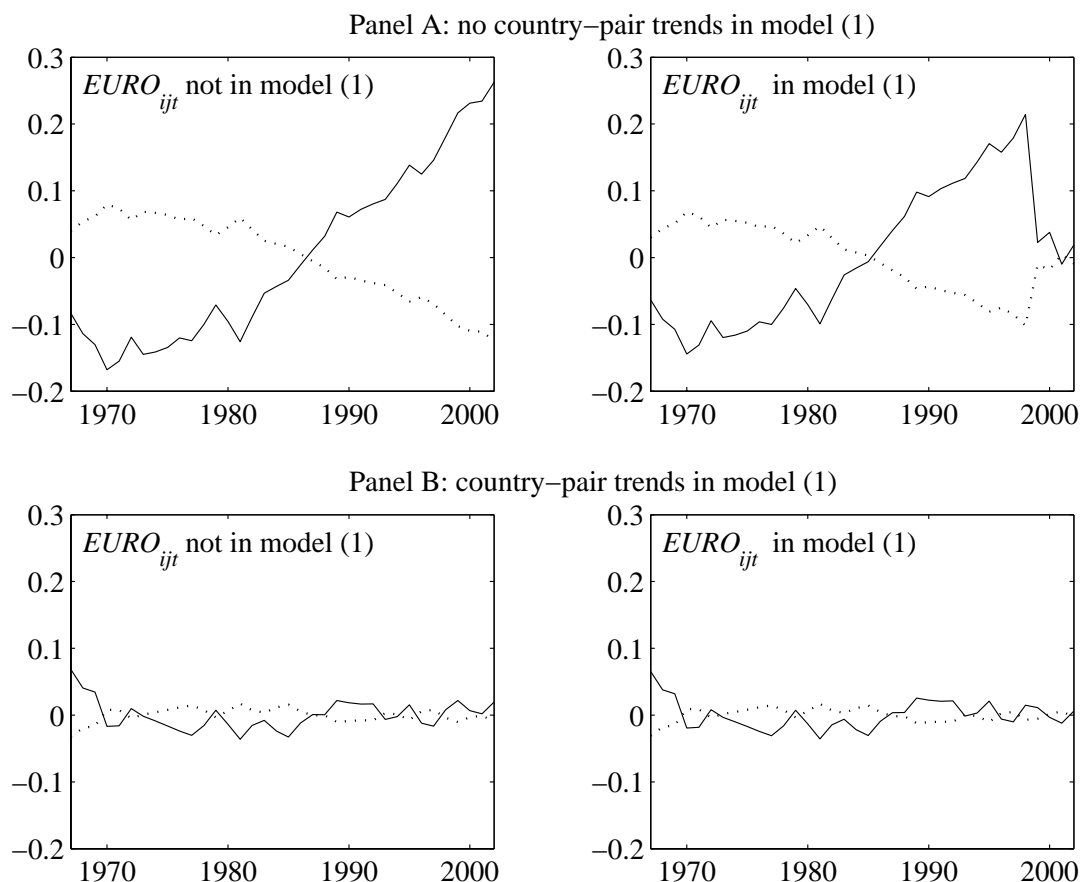 Panel A: no country−pair trends in model (1)
EURO_ijt not in model (1)
0.3
0.2
0.1
0
−0.1
−0.2
1970 1980 1990 2000
EURO_ijt in model (1)
0.3
0.2
0.1
0
−0.1
−0.2
1970 1980 1990 2000
Panel B: country−pair trends in model (1)
EURO_ijt not in model (1)
0.3
0.2
0.1
0
−0.1
−0.2
1970 1980 1990 2000
EURO_ijt in model (1)
0.3
0.2
0.1
0
−0.1
−0.2
1970 1980 1990 2000